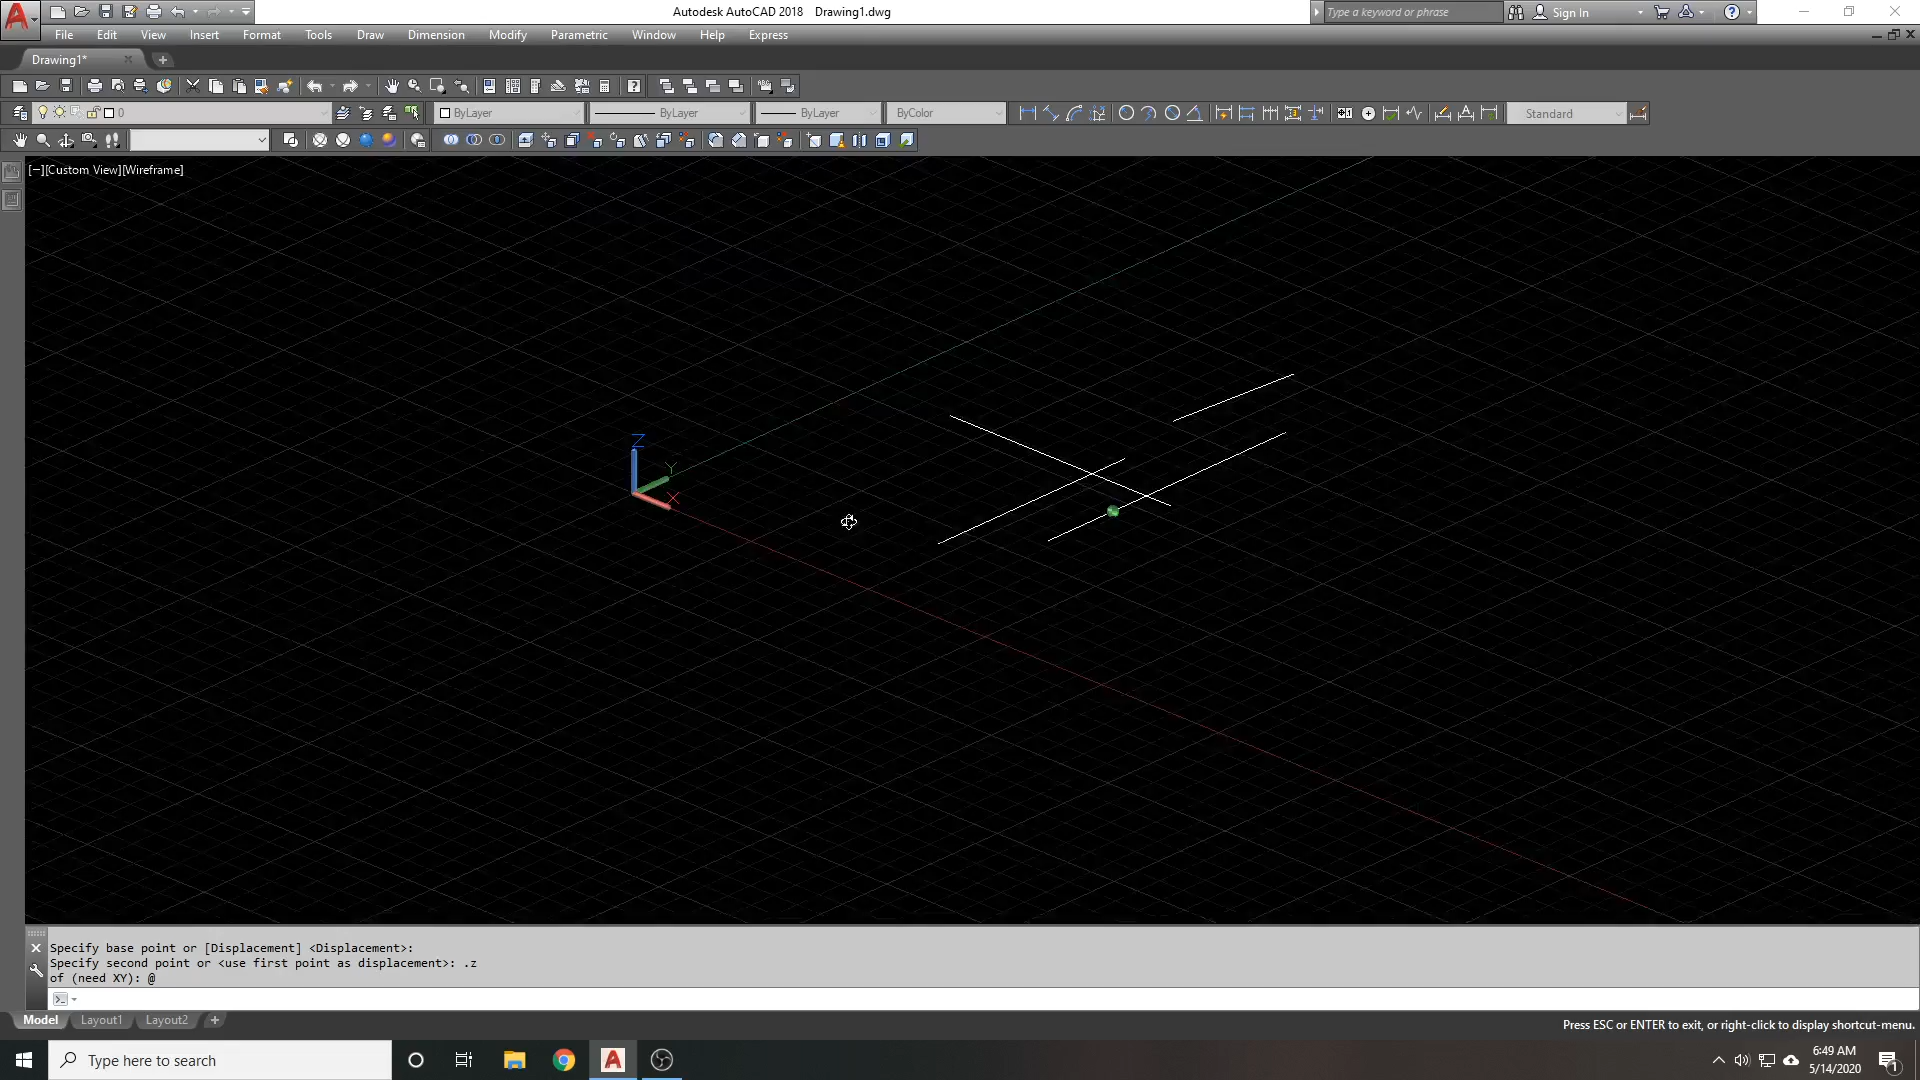 Autodesk AutoCAD 2018 Drawing1.dwg
Type a keyword or phrase
Sign In
File Edit View Insert Format Tools Draw Dimension Modify Parametric Window Help Express
Drawing1*
0
ByLayer
ByLayer
ByLayer
ByColor
Standard
[−][Custom View][Wireframe]
Z
Y
X
Specify base point or [Displacement] <Displacement>:
Specify second point or <use first point as displacement>: .z
of (need XY): @
Model Layout1 Layout2
Press ESC or ENTER to exit, or right-click to display shortcut-menu.
Type here to search
6:49 AM
5/14/2020
1